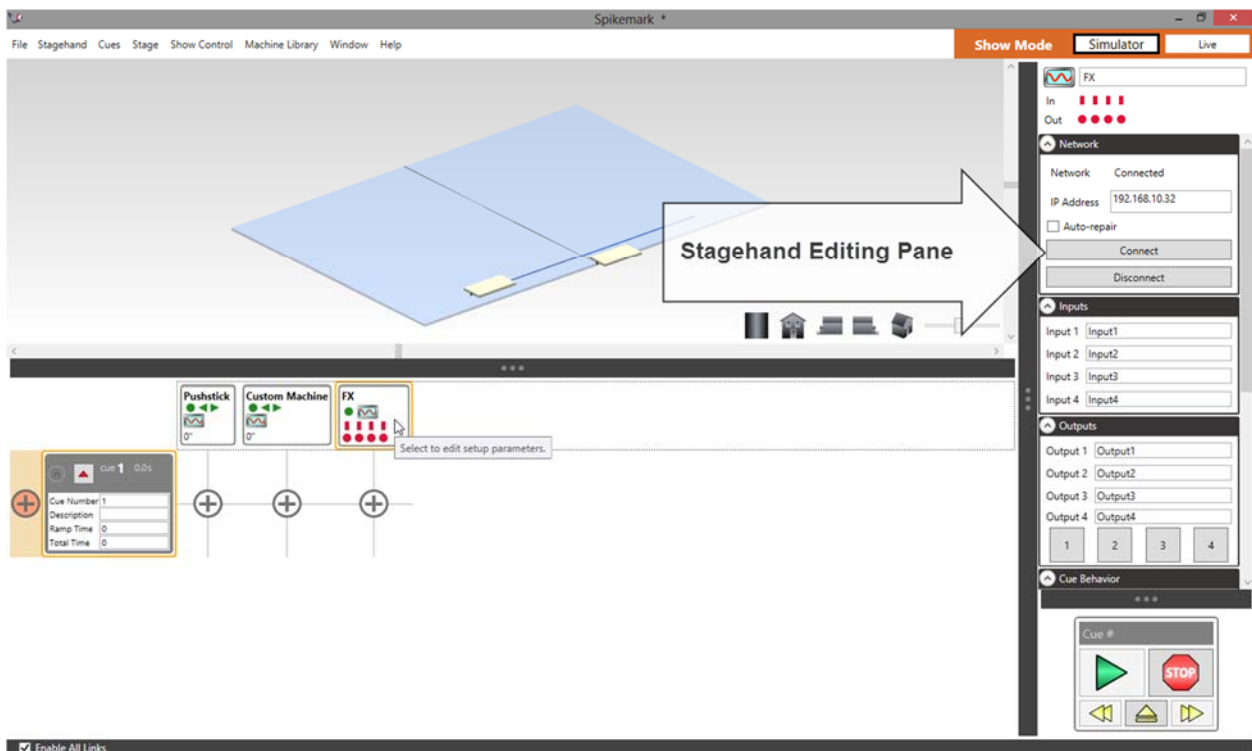 Spikemark *
File Stagehand Cues Stage Show Control Machine Library Window Help
Show Mode Simulator Live
FX
In
Out
Network
Network Connected
IP Address 192.168.10.32
Auto-repair
Connect
Disconnect
Stagehand Editing Pane
Inputs
Input 1 Input1
Input 2 Input2
Input 3 Input3
Input 4 Input4
Outputs
Output 1 Output1
Output 2 Output2
Output 3 Output3
Output 4 Output4
1 2 3 4
Cue Behavior
Pushstick Custom Machine FX
0" 0"
Select to edit setup parameters.
cue 1 0.0s
Cue Number 1
Description
Ramp Time 0
Total Time 0
Cue #
STOP
Enable All Links